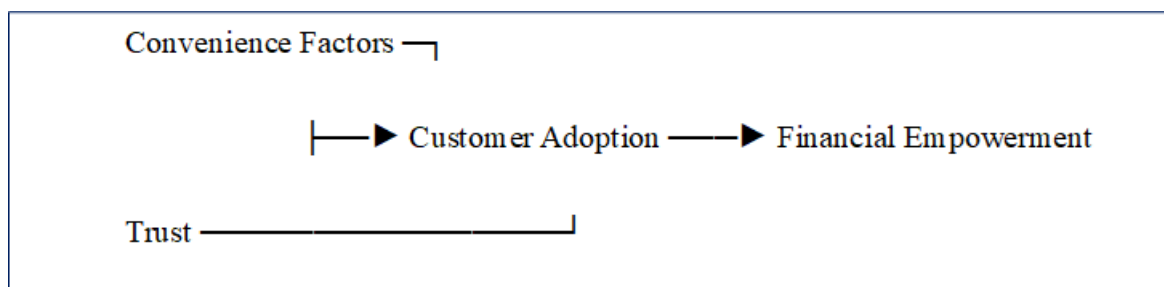 Convenience Factors ─┐
├──► Customer Adoption ───► Financial Empowerment
Trust ──────────────┘